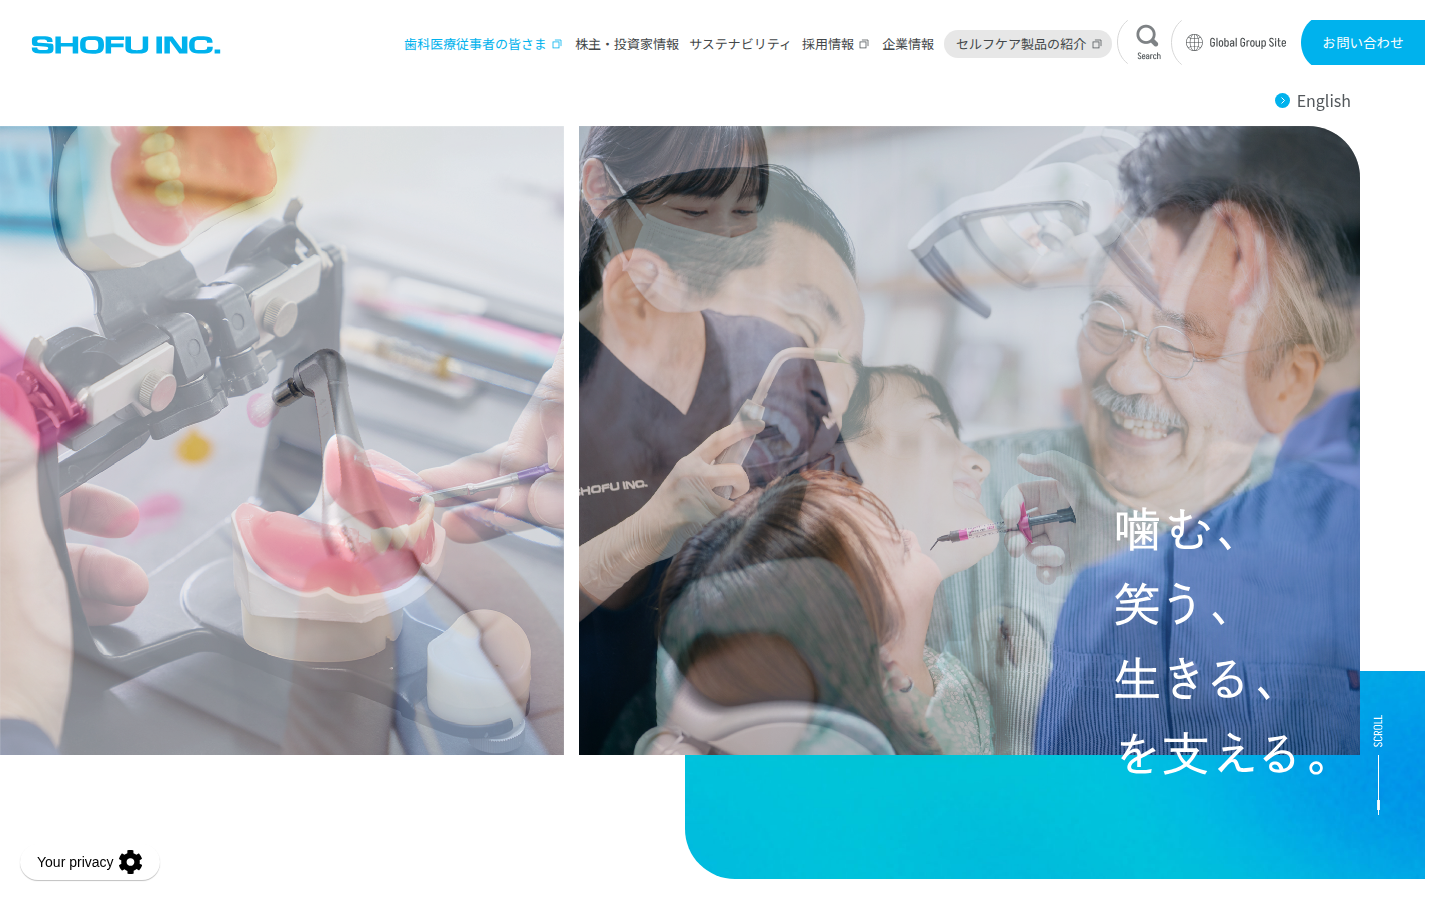 SHOFU INC.
歯科医療従事者の皆さま
株主・投資家情報
サステナビリティ
採用情報
企業情報
セルフケア製品の紹介
Search
Global Group Site
お問い合わせ
English
SHOFU INC.
噛む、
笑う、
生きる、
を支える。
SCROLL
Your privacy